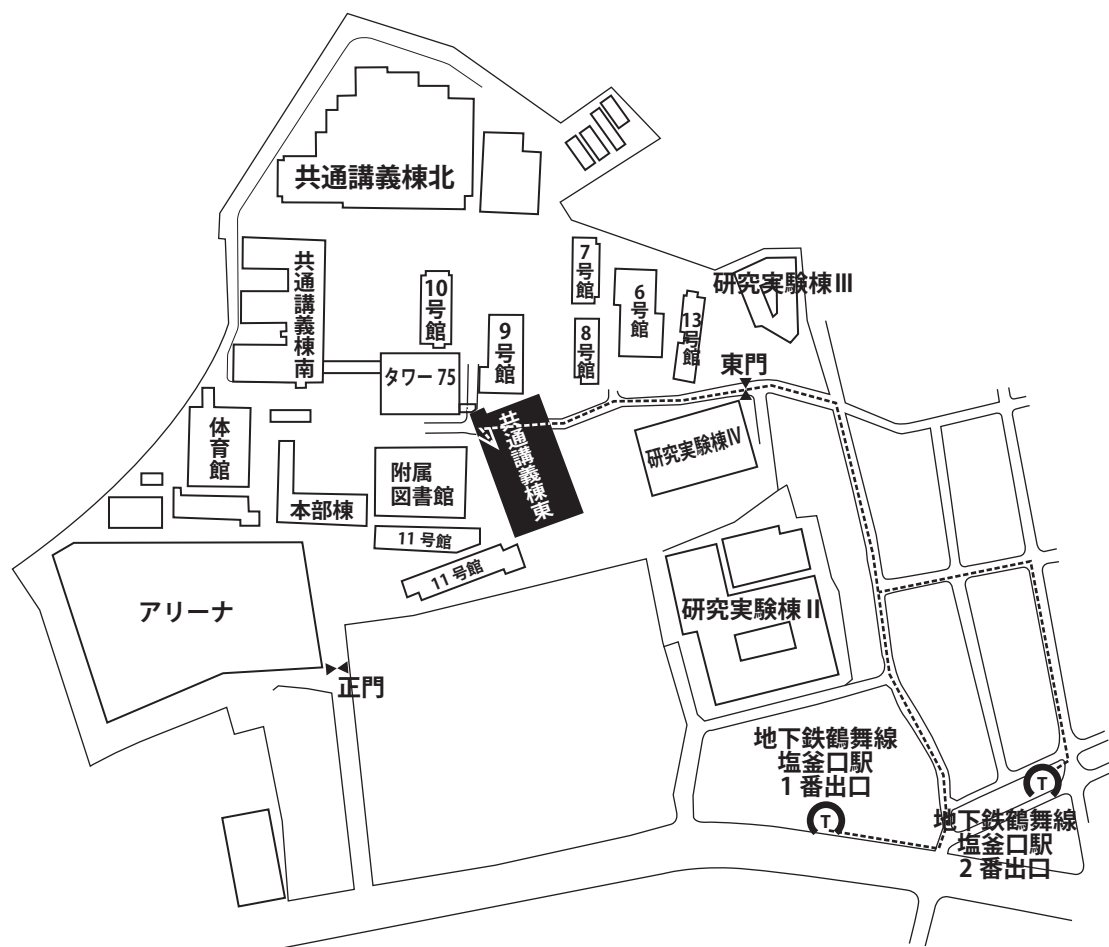 共通講義棟北
共通講義棟南
10号館
9号館
7号館
8号館
6号館
13号館
研究実験棟Ⅲ
東門
タワー 75
共通講義棟東
研究実験棟Ⅳ
体育館
附属
図書館
本部棟
11 号館
11 号館
アリーナ
正門
研究実験棟Ⅱ
地下鉄鶴舞線
塩釜口駅
1 番出口
T
T
地下鉄鶴舞線
塩釜口駅
2 番出口